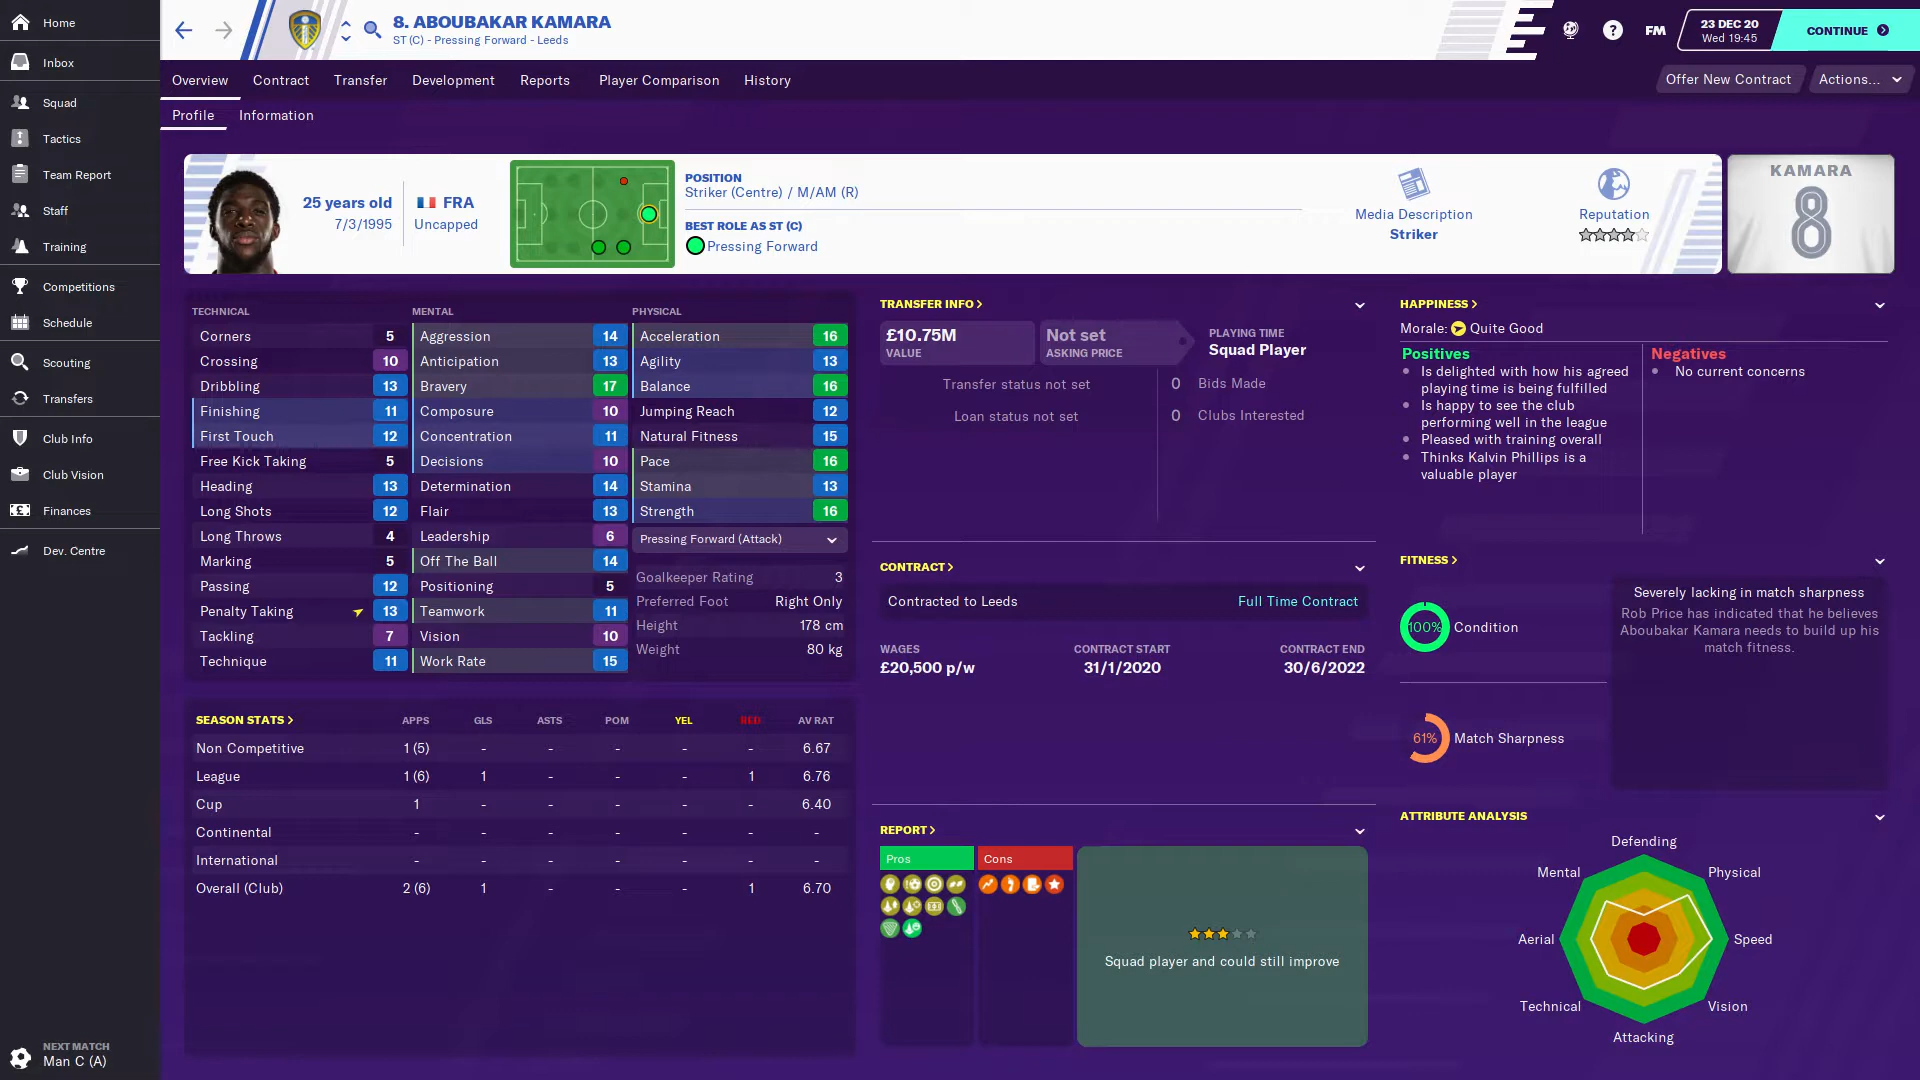 Home
Inbox
Squad
Tactics
Team Report
Staff
Training
Competitions
Schedule
Scouting
Transfers
Club Info
Club Vision
Finances
Dev. Centre
NEXT MATCH
Man C (A)
8. ABOUBAKAR KAMARA
ST (C) - Pressing Forward - Leeds
?
FM
23 DEC 20
Wed 19:45
CONTINUE
Overview Contract Transfer Development Reports Player Comparison History
Offer New Contract Actions...
Profile Information
25 years old
7/3/1995
FRA
Uncapped
POSITION
Striker (Centre) / M/AM (R)
BEST ROLE AS ST (C)
Pressing Forward
Media Description
Striker
Reputation
KAMARA
8
TECHNICAL MENTAL PHYSICAL
Corners 5 Aggression 14 Acceleration 16
Crossing 10 Anticipation 13 Agility 13
Dribbling 13 Bravery 17 Balance 16
Finishing 11 Composure 10 Jumping Reach 12
First Touch 12 Concentration 11 Natural Fitness 15
Free Kick Taking 5 Decisions 10 Pace 16
Heading 13 Determination 14 Stamina 13
Long Shots 12 Flair 13 Strength 16
Long Throws 4 Leadership 6 Pressing Forward (Attack)
Marking 5 Off The Ball 14
Passing 12 Positioning 5
Penalty Taking 13 Teamwork 11
Tackling 7 Vision 10
Technique 11 Work Rate 15
Goalkeeper Rating 3
Preferred Foot Right Only
Height 178 cm
Weight 80 kg
SEASON STATS > APPS GLS ASTS POM YEL RED AV RAT
Non Competitive 1 (5) - - - - - 6.67
League 1 (6) 1 - - - 1 6.76
Cup 1 - - - - - 6.40
Continental - - - - - - -
International - - - - - - -
Overall (Club) 2 (6) 1 - - - 1 6.70
TRANSFER INFO >
£10.75M
VALUE
Not set
ASKING PRICE
PLAYING TIME
Squad Player
Transfer status not set
Loan status not set
0 Bids Made
0 Clubs Interested
CONTRACT >
Contracted to Leeds Full Time Contract
WAGES CONTRACT START CONTRACT END
£20,500 p/w 31/1/2020 30/6/2022
REPORT >
Pros Cons
Squad player and could still improve
HAPPINESS >
Morale: Quite Good
Positives
• Is delighted with how his agreed
playing time is being fulfilled
• Is happy to see the club
performing well in the league
• Pleased with training overall
• Thinks Kalvin Phillips is a
valuable player
Negatives
• No current concerns
FITNESS >
100% Condition
61% Match Sharpness
Severely lacking in match sharpness
Rob Price has indicated that he believes
Aboubakar Kamara needs to build up his
match fitness.
ATTRIBUTE ANALYSIS
Defending
Mental Physical
Aerial Speed
Technical Vision
Attacking